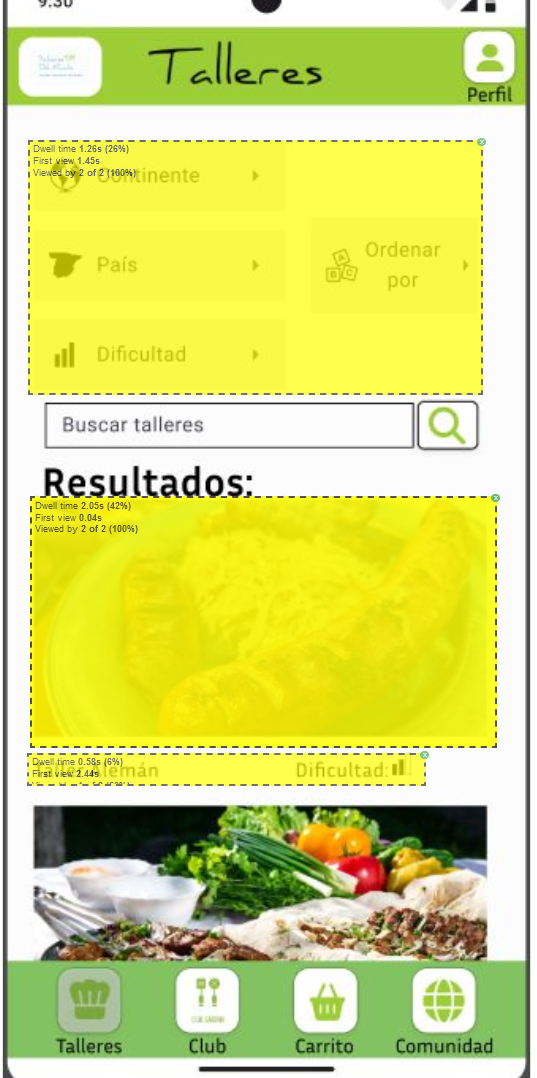 9:30
Talleres
Perfil
Dwell time 1.26s (26%)
First view 1.45s
Viewed by 2 of 2 (100%)
Continente
País
Ordenar
por
Dificultad
Buscar talleres
Resultados:
Dwell time 2.05s (42%)
First view 0.04s
Viewed by 2 of 2 (100%)
Dwell time 0.58s (6%)
First view 2.44s
Taller Alemán
Dificultad:
Talleres
Club
Carrito
Comunidad